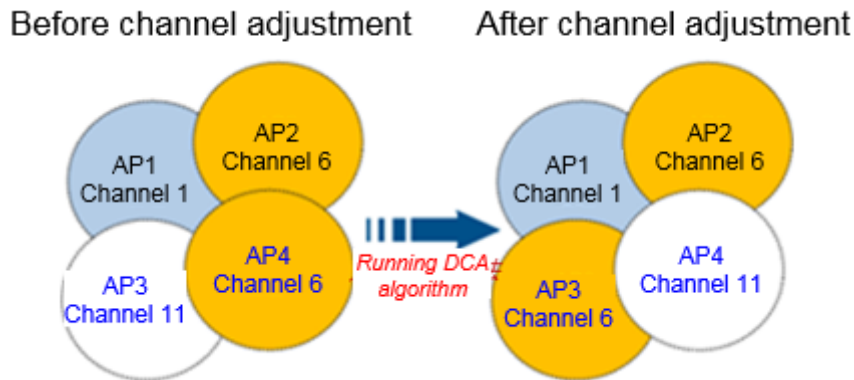 Before channel adjustment
After channel adjustment
AP1
Channel 1
AP2
Channel 6
AP3
Channel 11
AP4
Channel 6
Running DCA
algorithm
AP1
Channel 1
AP2
Channel 6
AP3
Channel 6
AP4
Channel 11